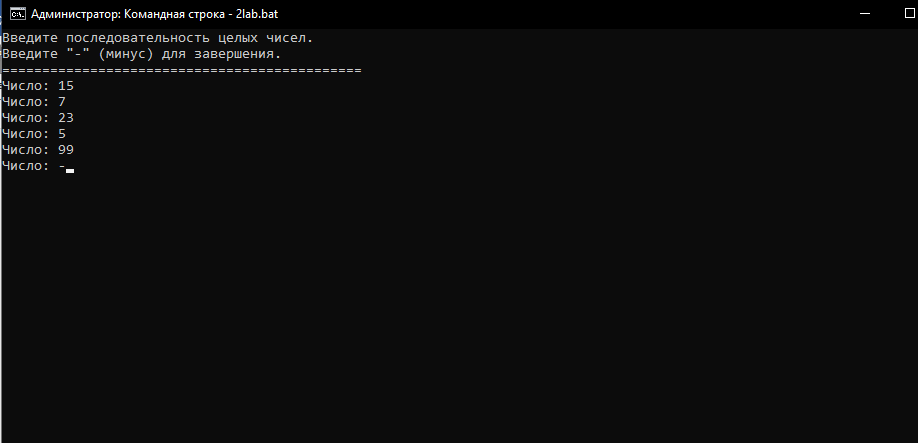 Администратор: Командная строка - 2lab.bat
Введите последовательность целых чисел.
Введите "-" (минус) для завершения.
=============================================
Число: 15
Число: 7
Число: 23
Число: 5
Число: 99
Число: -